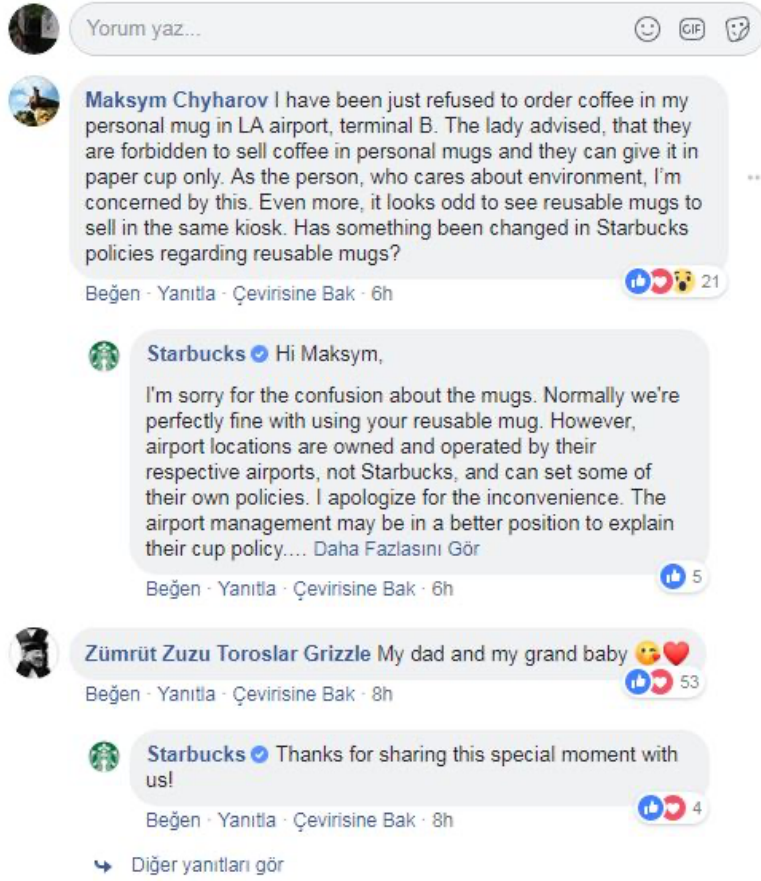 Yorum yaz...
GIF
Maksym Chyharov I have been just refused to order coffee in my
personal mug in LA airport, terminal B. The lady advised, that they
are forbidden to sell coffee in personal mugs and they can give it in
paper cup only. As the person, who cares about environment, I'm
concerned by this. Even more, it looks odd to see reusable mugs to
sell in the same kiosk. Has something been changed in Starbucks
policies regarding reusable mugs?
21
Beğen · Yanıtla · Çevirisine Bak · 6h
Starbucks Hi Maksym,
I'm sorry for the confusion about the mugs. Normally we're
perfectly fine with using your reusable mug. However,
airport locations are owned and operated by their
respective airports, not Starbucks, and can set some of
their own policies. I apologize for the inconvenience. The
airport management may be in a better position to explain
their cup policy.... Daha Fazlasını Gör
5
Beğen · Yanıtla · Çevirisine Bak · 6h
Zümrüt Zuzu Toroslar Grizzle My dad and my grand baby 😘❤️
53
Beğen · Yanıtla · Çevirisine Bak · 8h
Starbucks Thanks for sharing this special moment with
us!
4
Beğen · Yanıtla · Çevirisine Bak · 8h
Diğer yanıtları gör